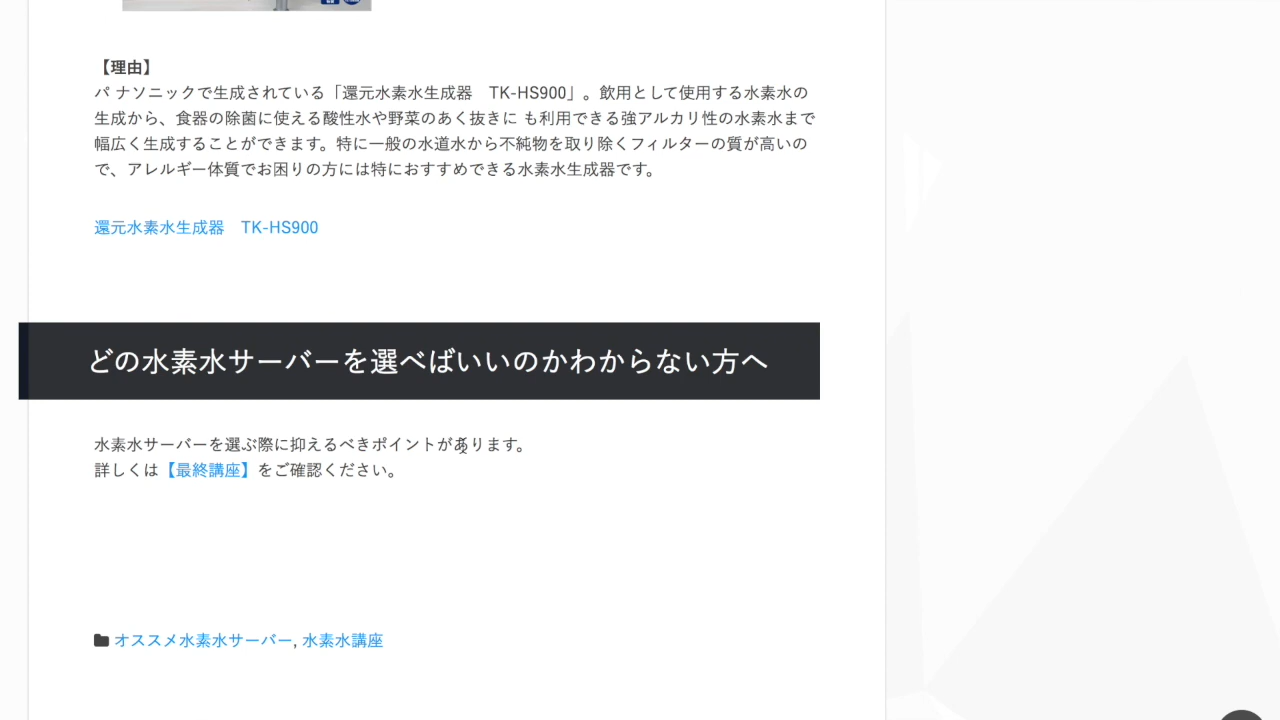 【理由】
パ ナソニックで生成されている「還元水素水生成器　TK-HS900」。飲用として使用する水素水の
生成から、食器の除菌に使える酸性水や野菜のあく抜きに も利用できる強アルカリ性の水素水まで
幅広く生成することができます。特に一般の水道水から不純物を取り除くフィルターの質が高いの
で、アレルギー体質でお困りの方には特におすすめできる水素水生成器です。
還元水素水生成器　TK-HS900
どの水素水サーバーを選べばいいのかわからない方へ
水素水サーバーを選ぶ際に抑えるべきポイントがあります。
詳しくは【最終講座】をご確認ください。
オススメ水素水サーバー, 水素水講座